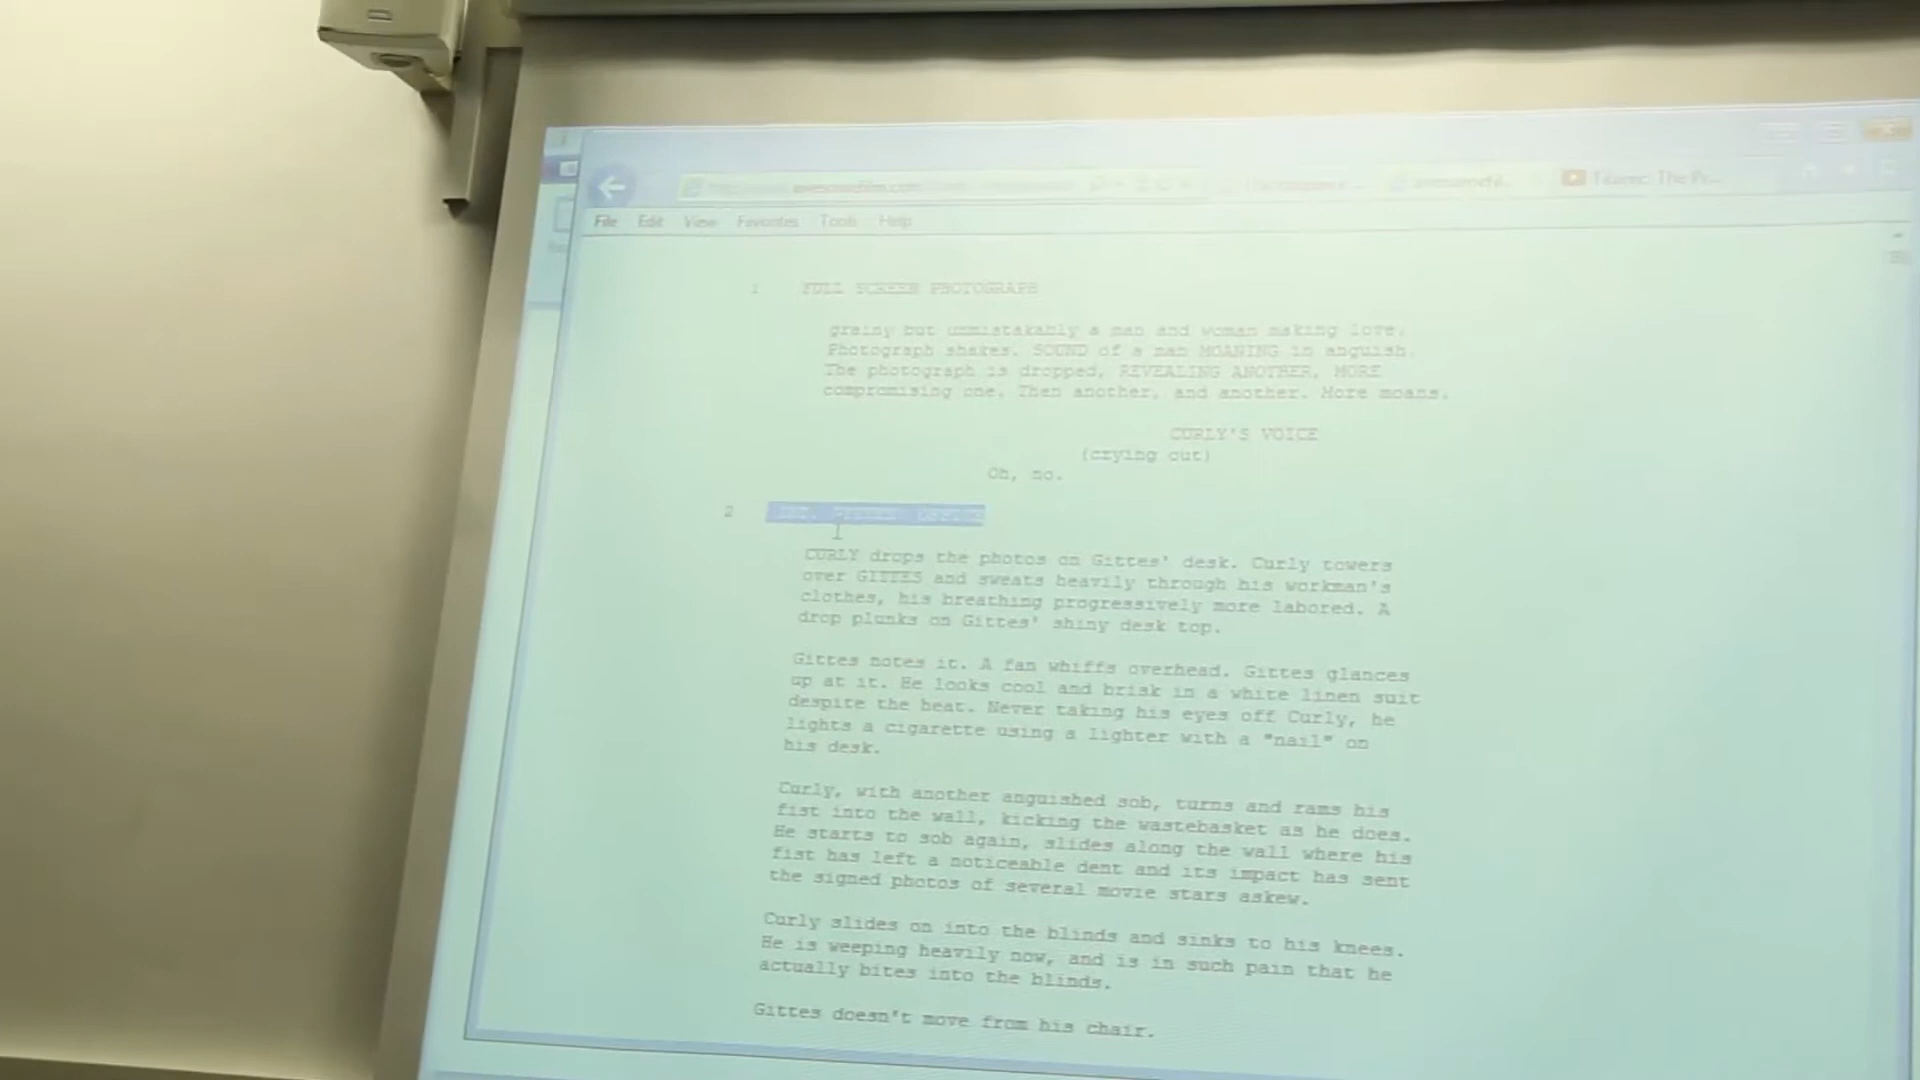 awesomefilm.com
Titanic: The
File Edit View Favorites Tools Help
1 FULL SCREEN PHOTOGRAPH
grainy but unmistakably a man and woman making love.
Photograph shakes. SOUND of a man MOANING in anguish.
The photograph is dropped, REVEALING ANOTHER, MORE
compromising one. Then another, and another. More moans.
CURLY'S VOICE
(crying out)
Oh, no.
2 INT. GITTES' OFFICE
CURLY drops the photos on Gittes' desk. Curly towers
over GITTES and sweats heavily through his workman's
clothes, his breathing progressively more labored. A
drop plunks on Gittes' shiny desk top.
Gittes notes it. A fan whiffs overhead. Gittes glances
up at it. He looks cool and brisk in a white linen suit
despite the heat. Never taking his eyes off Curly, he
lights a cigarette using a lighter with a "nail" on
his desk.
Curly, with another anguished sob, turns and rams his
fist into the wall, kicking the wastebasket as he does.
He starts to sob again, slides along the wall where his
fist has left a noticeable dent and its impact has sent
the signed photos of several movie stars askew.
Curly slides on into the blinds and sinks to his knees.
He is weeping heavily now, and is in such pain that he
actually bites into the blinds.
Gittes doesn't move from his chair.